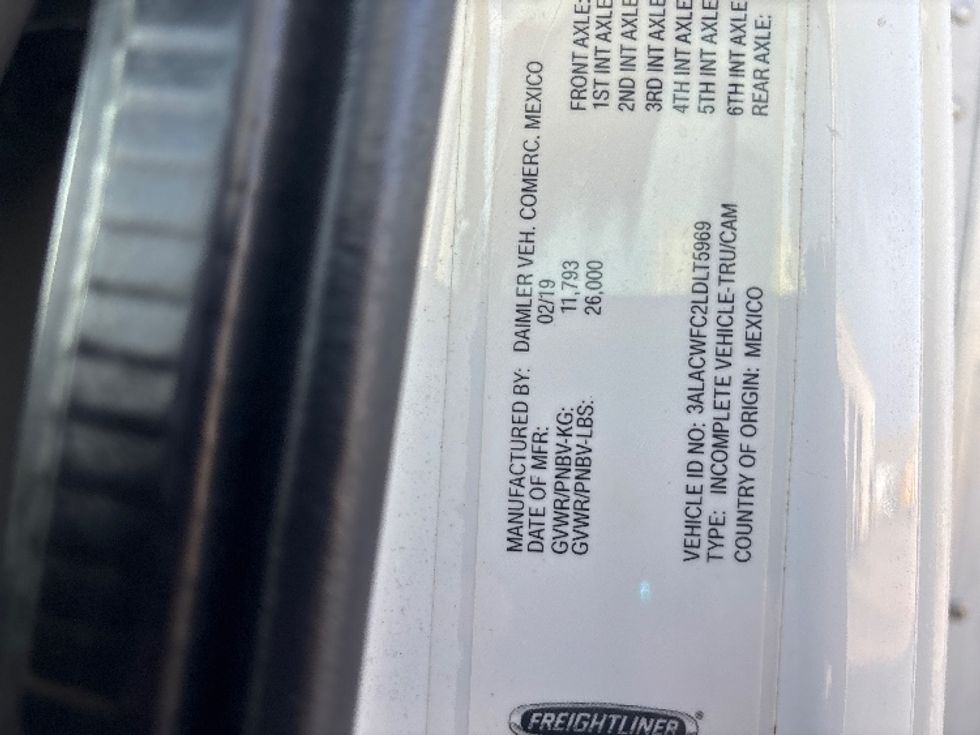 FREIGHTLINER®
MANUFACTURED BY: DAIMLER VEH. COMERC. MEXICO
DATE OF MFR: 02/19
GVWR/PNBV-KG: 11,793
GVWR/PNBV-LBS: 26,000
VEHICLE ID NO: 3ALACWFC2LDLT5969
TYPE: INCOMPLETE VEHICLE-TRU/CAM
COUNTRY OF ORIGIN: MEXICO
FRONT AXLE:
1ST INT AXLE
2ND INT AXLE
3RD INT AXLE
4TH INT AXLE
5TH INT AXLE
6TH INT AXLE
REAR AXLE: